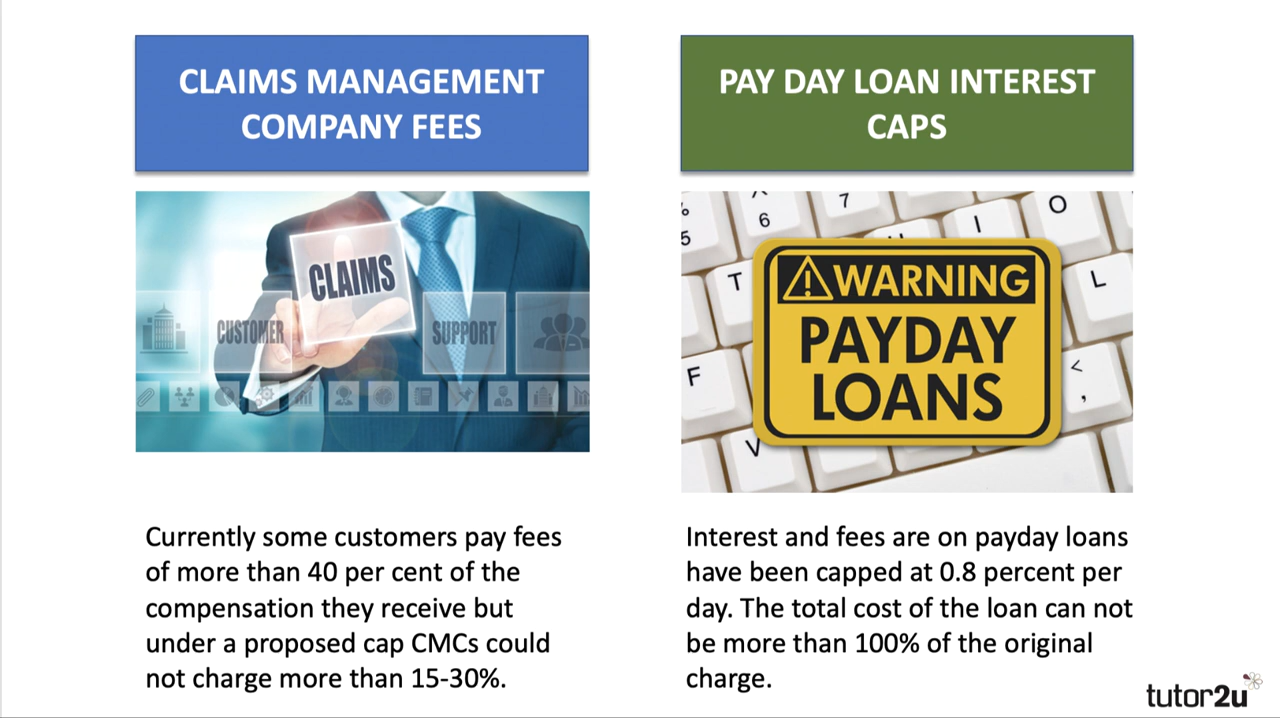 CLAIMS MANAGEMENT
COMPANY FEES
PAY DAY LOAN INTEREST
CAPS
CLAIMS
CUSTOMER
SUPPORT
%
5
^
6
7
I
O
T
L
F
<
,
V
WARNING
PAYDAY
LOANS
Currently some customers pay fees
of more than 40 per cent of the
compensation they receive but
under a proposed cap CMCs could
not charge more than 15-30%.
Interest and fees are on payday loans
have been capped at 0.8 percent per
day. The total cost of the loan can not
be more than 100% of the original
charge.
tutor2u